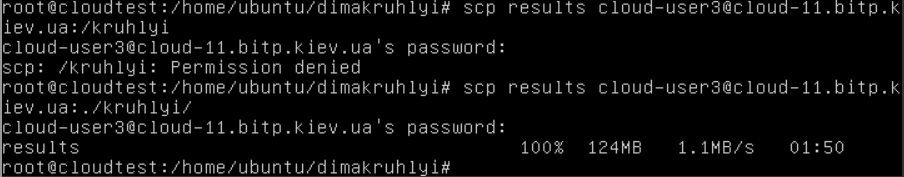 root@cloudtest:/home/ubuntu/dimakruhlyi# scp results cloud-user3@cloud-11.bitp.k
iev.ua:/kruhlyi
cloud-user3@cloud-11.bitp.kiev.ua's password:
scp: /kruhlyi: Permission denied
root@cloudtest:/home/ubuntu/dimakruhlyi# scp results cloud-user3@cloud-11.bitp.k
iev.ua:./kruhlyi/
cloud-user3@cloud-11.bitp.kiev.ua's password:
results 100% 124MB 1.1MB/s 01:50
root@cloudtest:/home/ubuntu/dimakruhlyi#